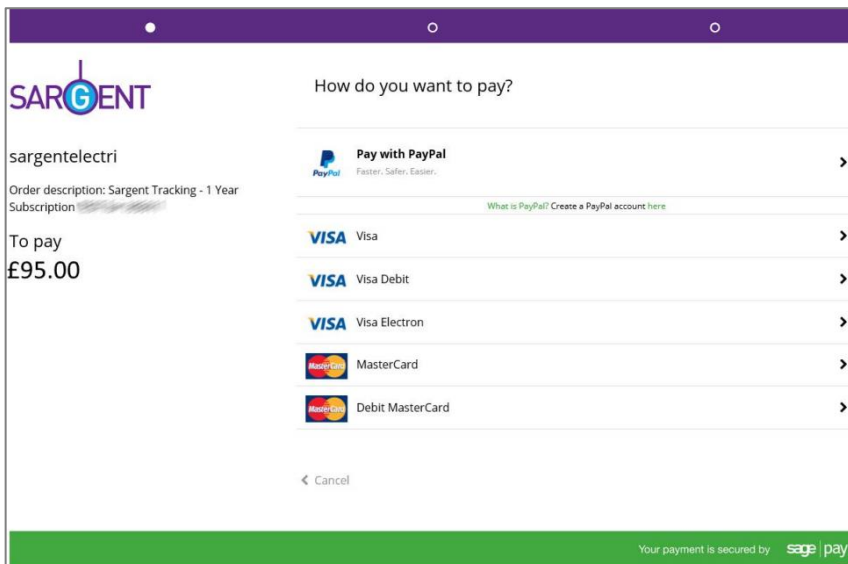 SARGENT
How do you want to pay?
sargentelectri
Order description: Sargent Tracking - 1 Year
Subscription
To pay
£95.00
PayPal
Pay with PayPal
Faster. Safer. Easier.
What is PayPal? Create a PayPal account here
VISA Visa
VISA Visa Debit
VISA Visa Electron
MasterCard MasterCard
MasterCard Debit MasterCard
Cancel
Your payment is secured by sage pay